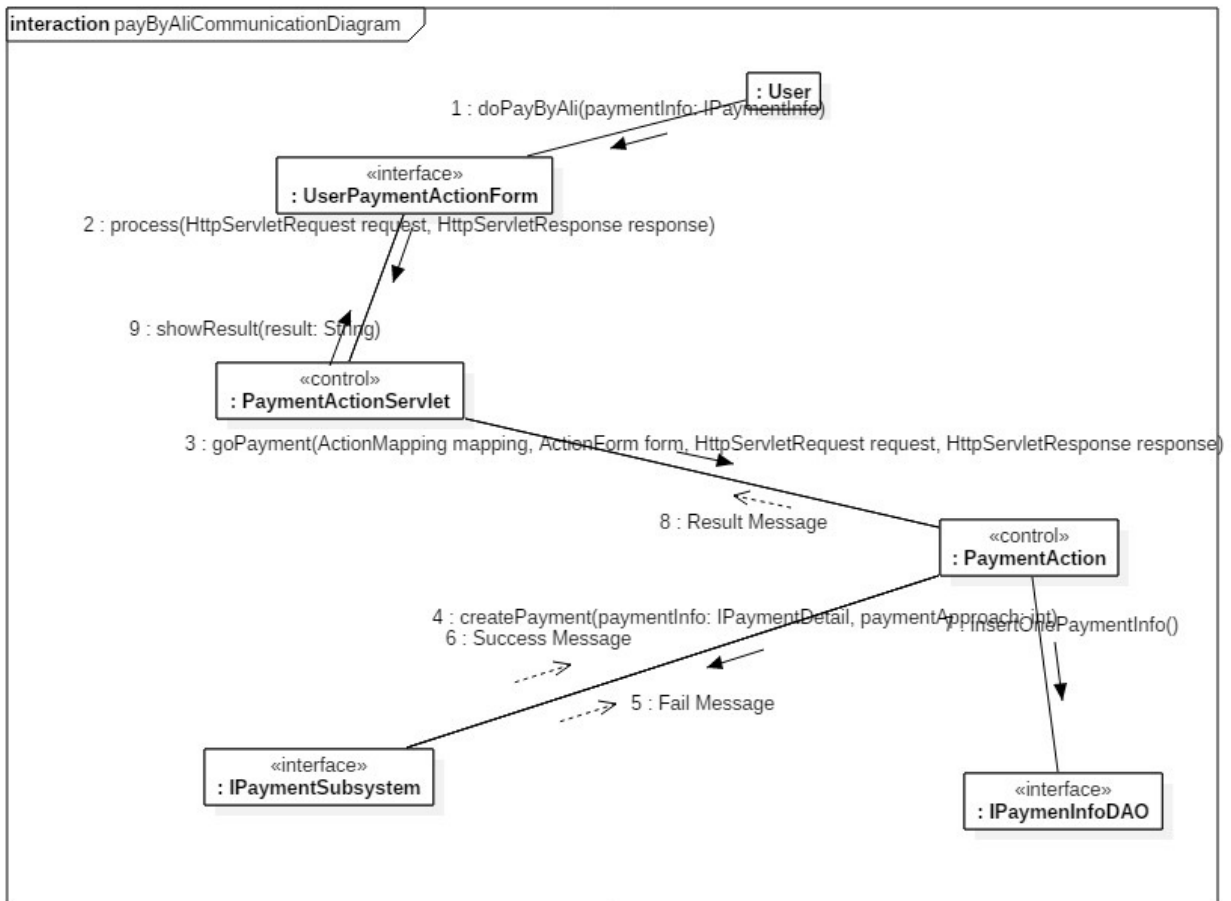 interaction payByAliCommunicationDiagram
: User
1 : doPayByAli(paymentInfo: IPaymentInfo)
«interface»
: UserPaymentActionForm
2 : process(HttpServletRequest request, HttpServletResponse response)
9 : showResult(result: String)
«control»
: PaymentActionServlet
3 : goPayment(ActionMapping mapping, ActionForm form, HttpServletRequest request, HttpServletResponse response)
8 : Result Message
«control»
: PaymentAction
4 : createPayment(paymentInfo: IPaymentDetail, paymentApproach: int)
7 : insertOnePaymentInfo()
6 : Success Message
5 : Fail Message
«interface»
: IPaymentSubsystem
«interface»
: IPaymenInfoDAO